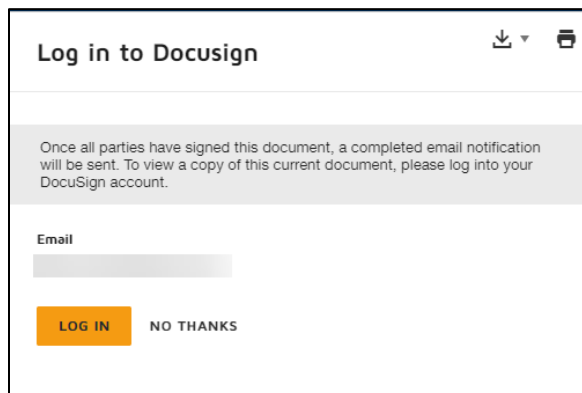 Log in to Docusign
Once all parties have signed this document, a completed email notification
will be sent. To view a copy of this current document, please log into your
DocuSign account.
Email
LOG IN NO THANKS